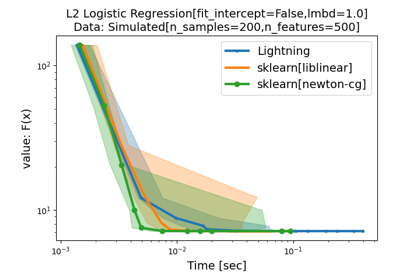 L2 Logistic Regression[fit_intercept=False,lmbd=1.0]
Data: Simulated[n_samples=200,n_features=500]
Lightning
sklearn[liblinear]
sklearn[newton-cg]
value: F(x)
10²
10¹
10⁻³
10⁻²
10⁻¹
Time [sec]